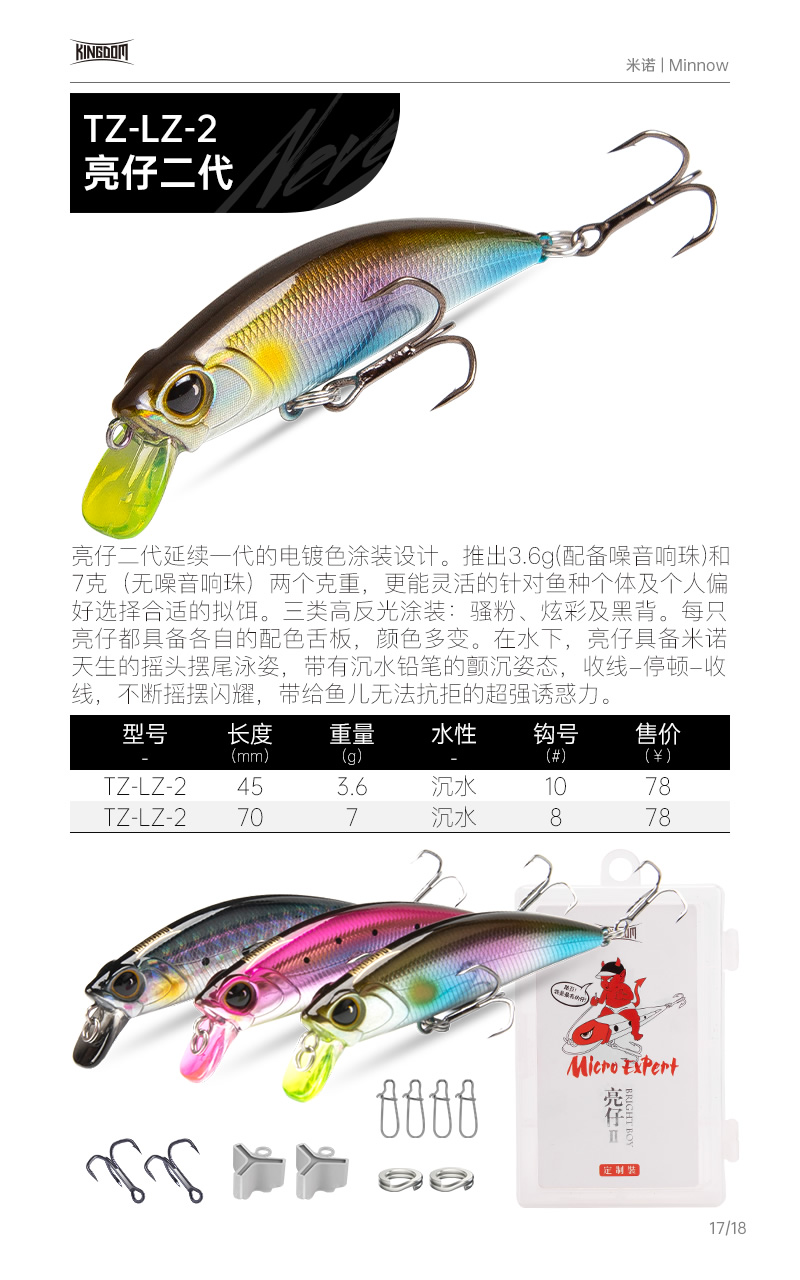 KINGDOM
米诺 | Minnow
TZ-LZ-2
亮仔二代
亮仔二代延续一代的电镀色涂装设计。推出3.6g(配备噪音响珠)和
7克（无噪音响珠）两个克重，更能灵活的针对鱼种个体及个人偏
好选择合适的拟饵。三类高反光涂装：骚粉、炫彩及黑背。每只
亮仔都具备各自的配色舌板，颜色多变。在水下，亮仔具备米诺
天生的摇头摆尾泳姿，带有沉水铅笔的颤沉姿态，收线–停顿–收
线，不断摇摆闪耀，带给鱼儿无法抗拒的超强诱惑力。
型号 长度 重量 水性 钩号 售价
- (mm) (g) - (#) (￥)
TZ-LZ-2 45 3.6 沉水 10 78
TZ-LZ-2 70 7 沉水 8 78
Micro ExPert
亮仔II
BRIGHT BOY
定制装
17/18